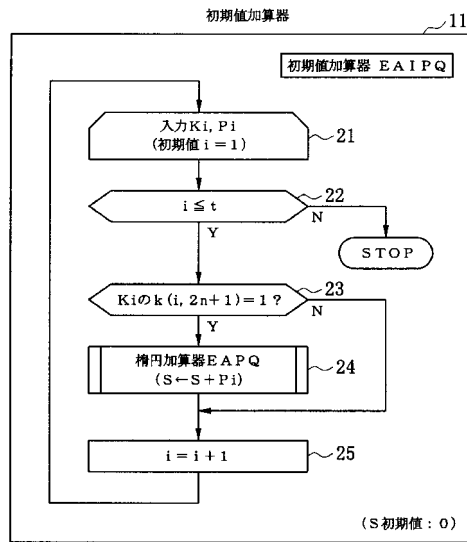 初期値加算器
11
初期値加算器 EAIPQ
入力Ki, Pi
(初期値i=1)
21
i≦t
22
N
Y
STOP
Kiのk(i, 2n+1)=1?
23
N
Y
楕円加算器EAPQ
(S←S+Pi)
24
i=i+1
25
(S初期値:O)